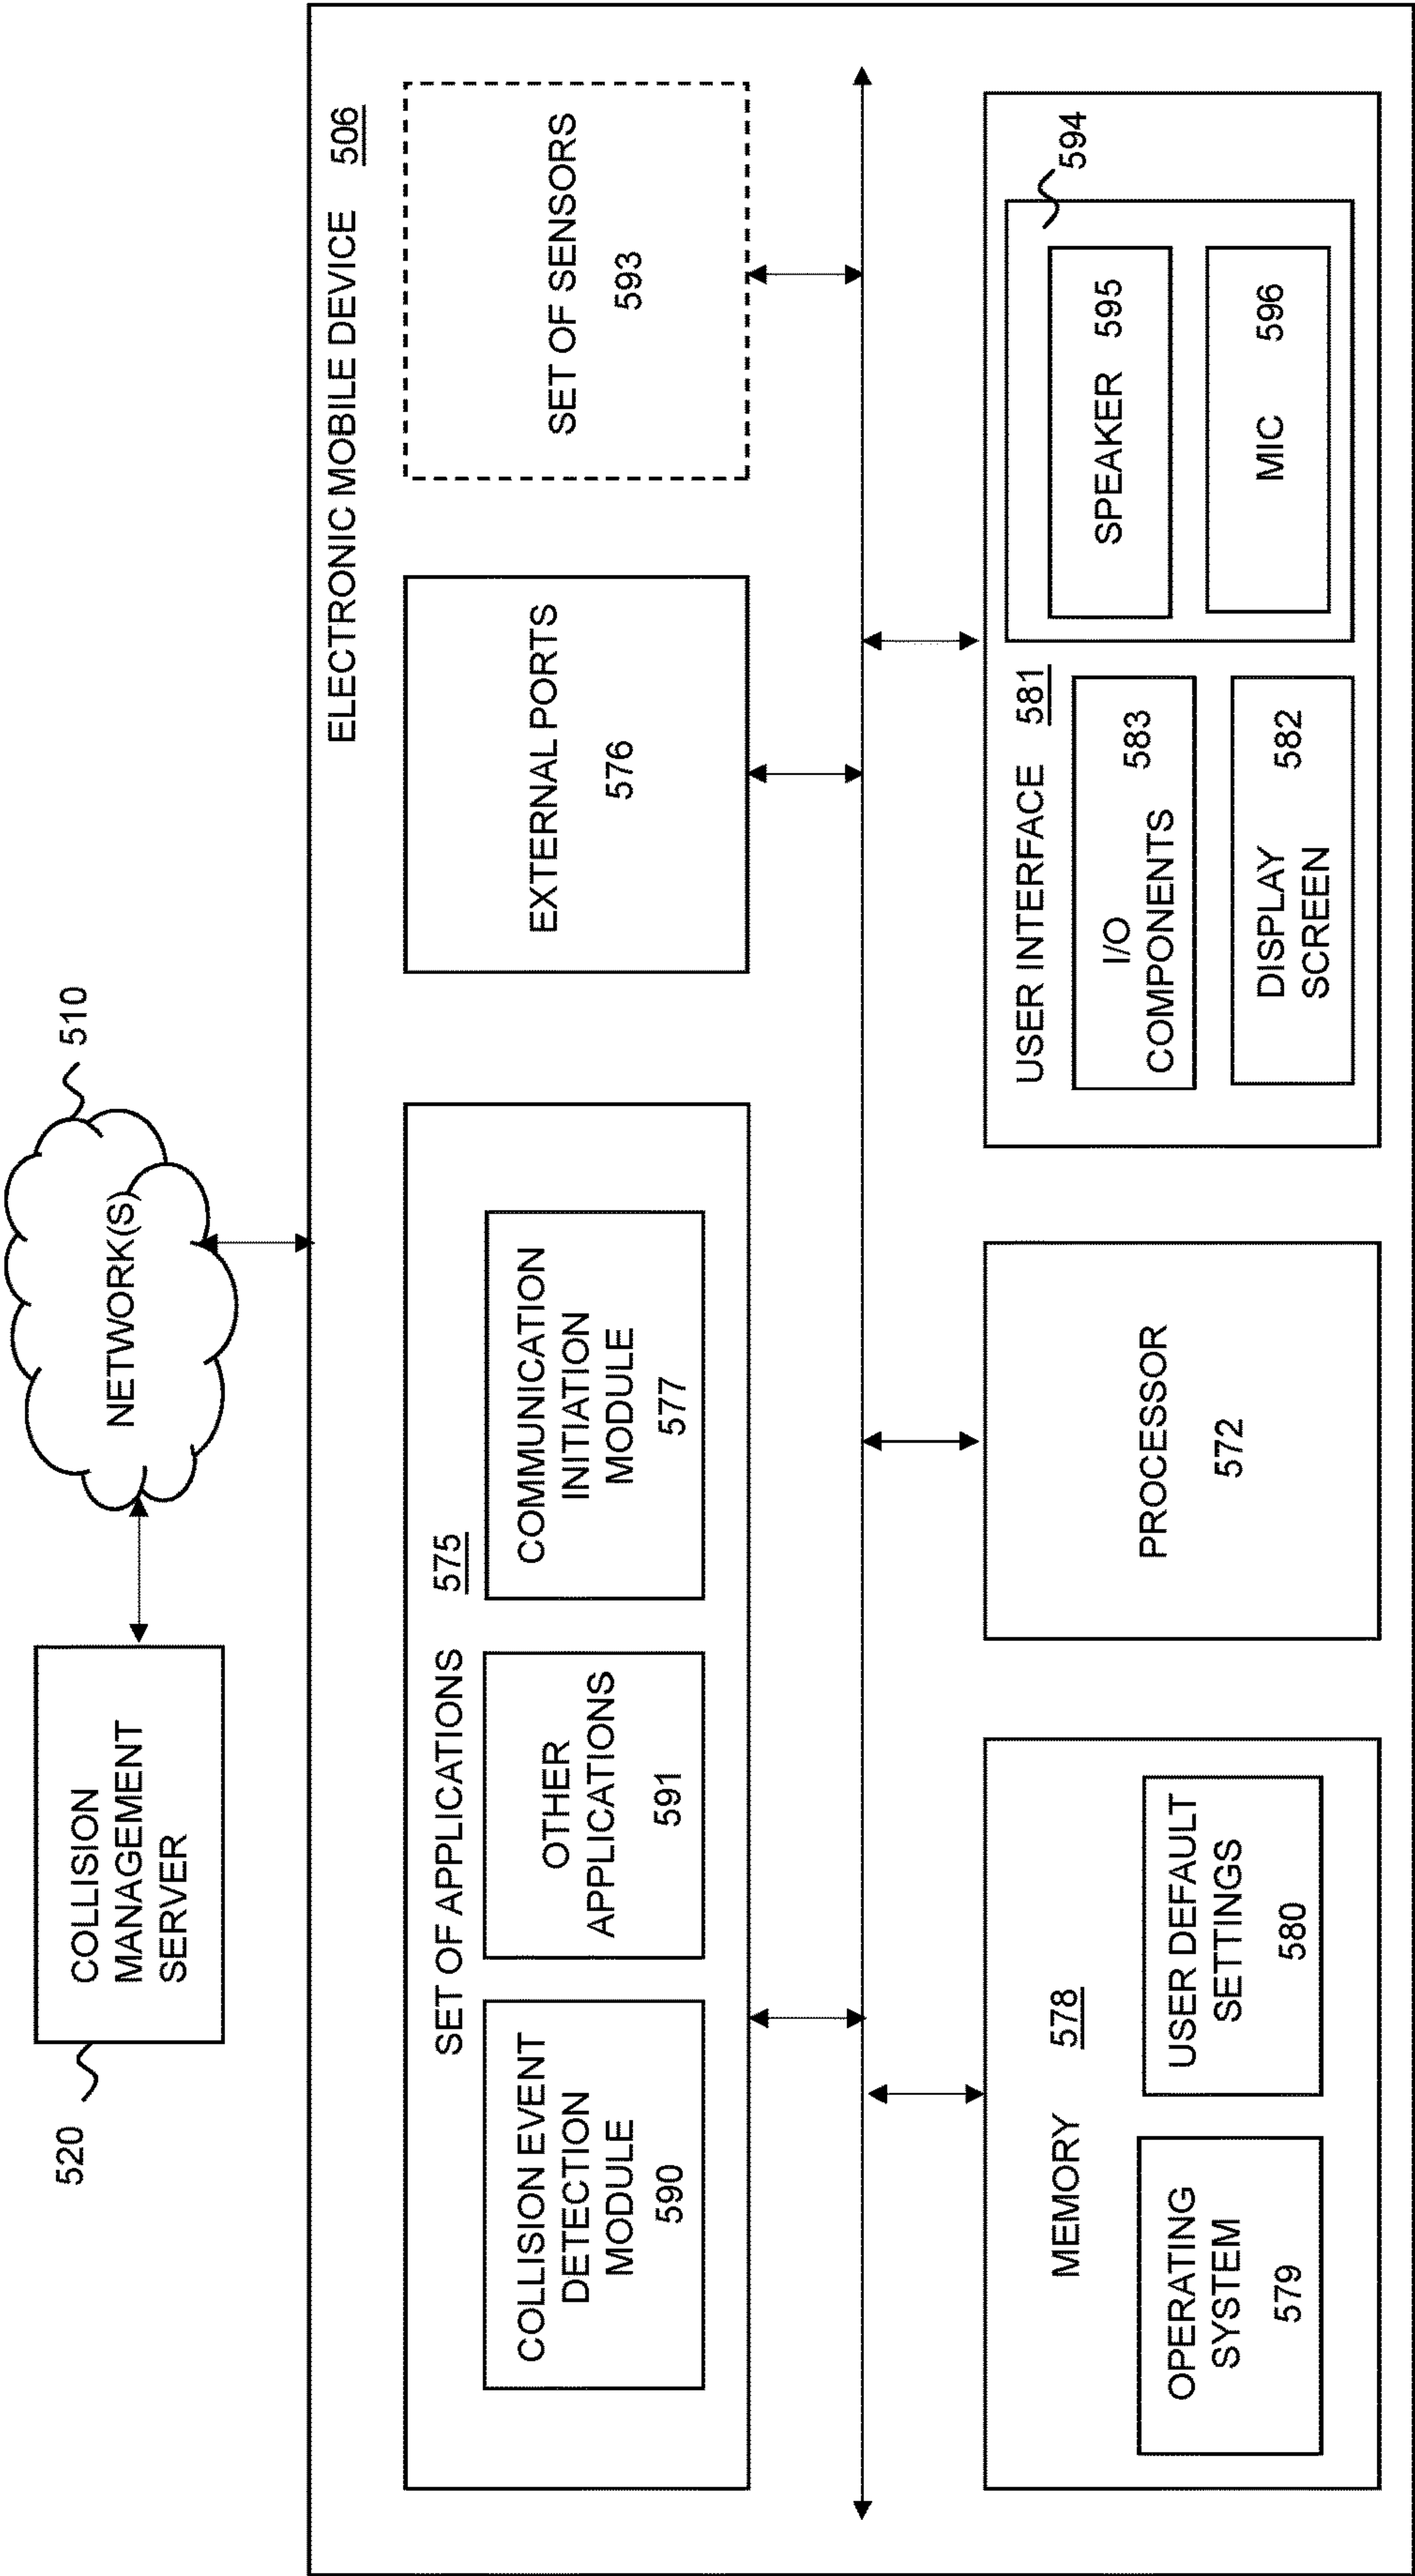 520
COLLISION
MANAGEMENT
SERVER
NETWORK(S)
510
ELECTRONIC MOBILE DEVICE 506
SET OF APPLICATIONS 575
COLLISION EVENT
DETECTION
MODULE
590
OTHER
APPLICATIONS
591
COMMUNICATION
INITIATION
MODULE
577
EXTERNAL PORTS
576
SET OF SENSORS
593
MEMORY 578
OPERATING
SYSTEM
579
USER DEFAULT
SETTINGS
580
PROCESSOR
572
USER INTERFACE 581
I/O
COMPONENTS 583
DISPLAY
SCREEN 582
594
SPEAKER 595
MIC 596